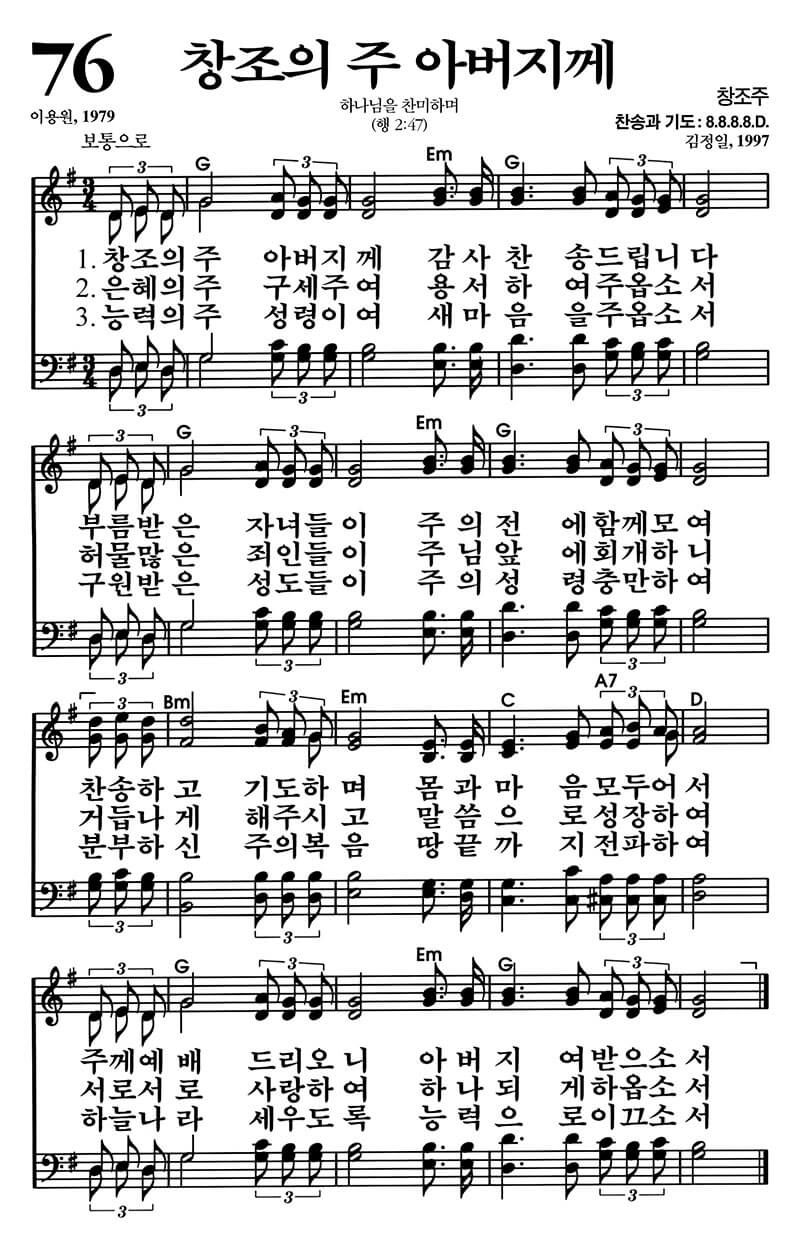 76 창조의 주 아버지께
창조주
이용원, 1979
하나님을 찬미하며
(행 2:47)
찬송과 기도 : 8.8.8.8.D.
김정일, 1997
보통으로
3 G 3 Em G 3
1. 창조의 주 아버지께 감사 찬송드립니다
2. 은혜의 주 구세주여 용서하여주옵소서
3. 능력의 주 성령이여 새마음을주옵소서
3 3 3
3 G 3 Em G 3
부름받은 자녀들이 주의전에함께모여
허물많은 죄인들이 주님앞에회개하니
구원받은 성도들이 주의성령충만하여
3 3 3
3 Bm 3 Em C A7 3 D
찬송하고 기도하며 몸과마음모두어서
거듭나게 해주시고 말씀으로성장하여
분부하신 주의복음 땅끝까지전파하여
3 3 3
3 G 3 Em G 3
주께예배 드리오니 아버지여받으소서
서로서로 사랑하여 하나되게하옵소서
하늘나라 세우도록 능력으로이끄소서
3 3 3